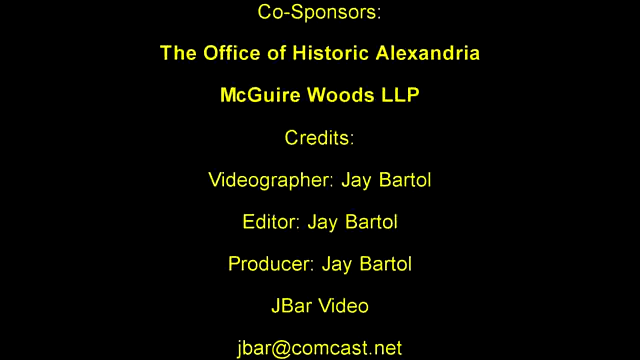 Co-Sponsors:
The Office of Historic Alexandria
McGuire Woods LLP
Credits:
Videographer: Jay Bartol
Editor: Jay Bartol
Producer: Jay Bartol
JBar Video
jbar@comcast.net